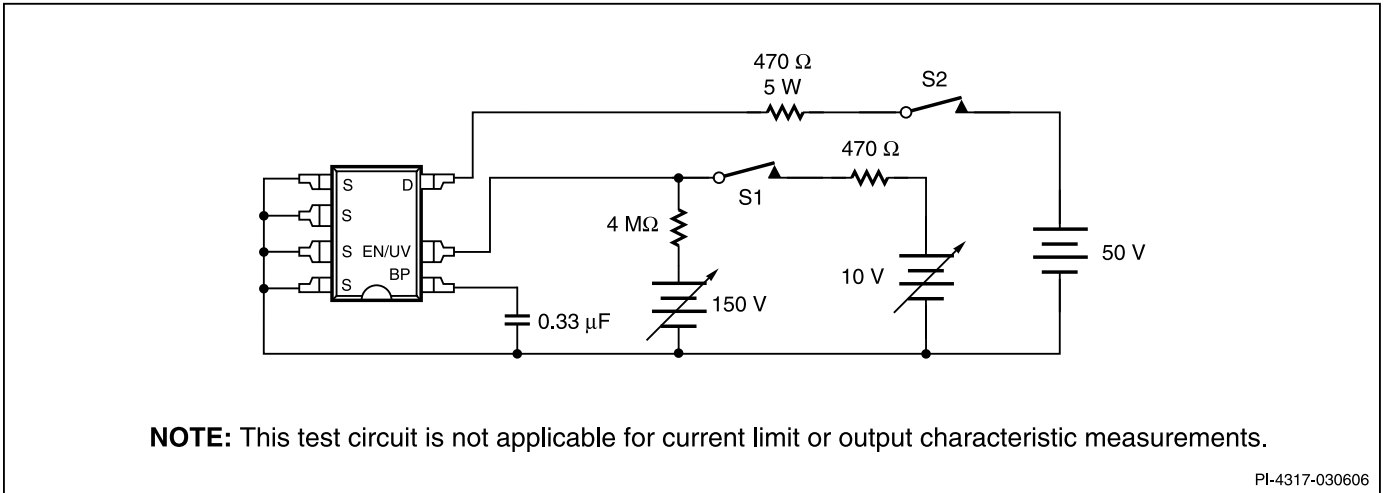 470 Ω
5 W
S2
470 Ω
S1
S D
S
S EN/UV
BP
S
4 MΩ
150 V
10 V
50 V
0.33 μF
NOTE: This test circuit is not applicable for current limit or output characteristic measurements.
PI-4317-030606